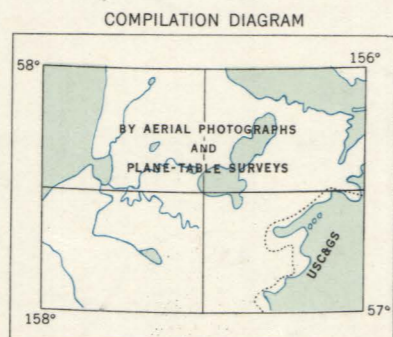 COMPILATION DIAGRAM
58°
156°
BY AERIAL PHOTOGRAPHS
AND
PLANE-TABLE SURVEYS
USC&GS
158°
57°